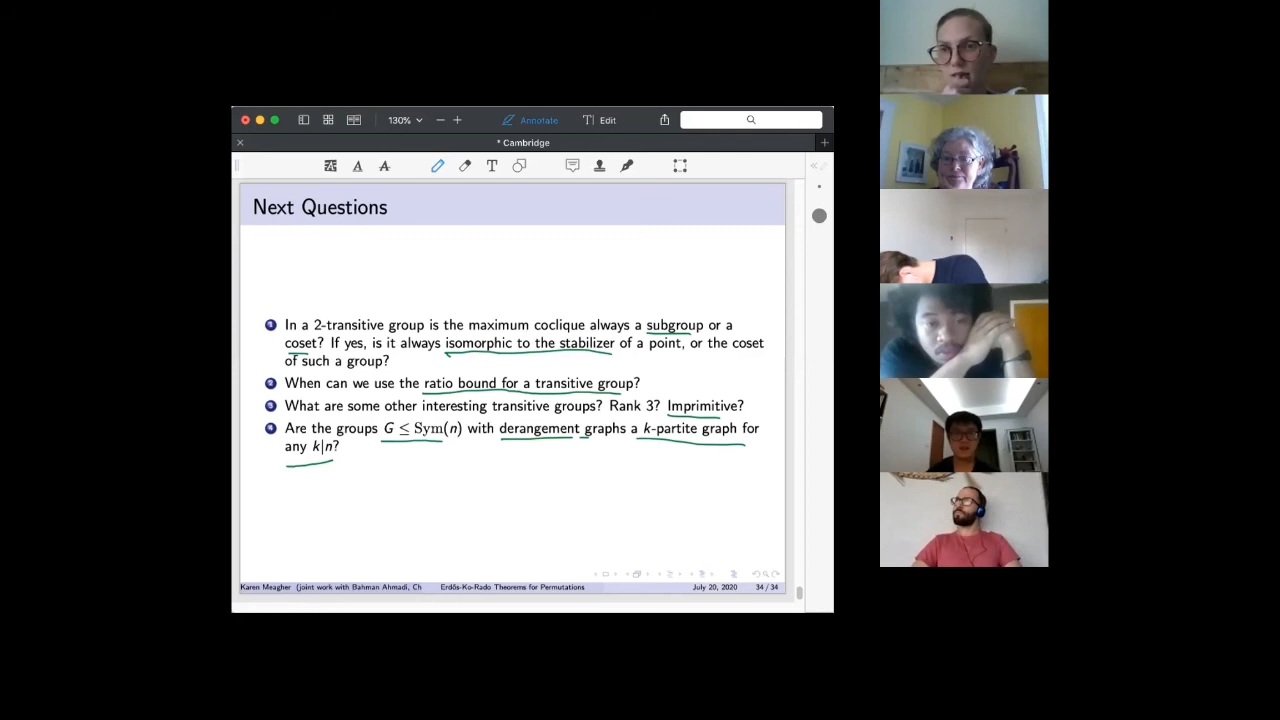 130%
Annotate
T Edit
* Cambridge
Next Questions
1 In a 2-transitive group is the maximum coclique always a subgroup or a
coset? If yes, is it always isomorphic to the stabilizer of a point, or the coset
of such a group?
2 When can we use the ratio bound for a transitive group?
3 What are some other interesting transitive groups? Rank 3? Imprimitive?
4 Are the groups G ≤ Sym(n) with derangement graphs a k-partite graph for
any k|n?
Karen Meagher (joint work with Bahman Ahmadi, Ch
Erdős-Ko-Rado Theorems for Permutations
July 20, 2020
34 / 34